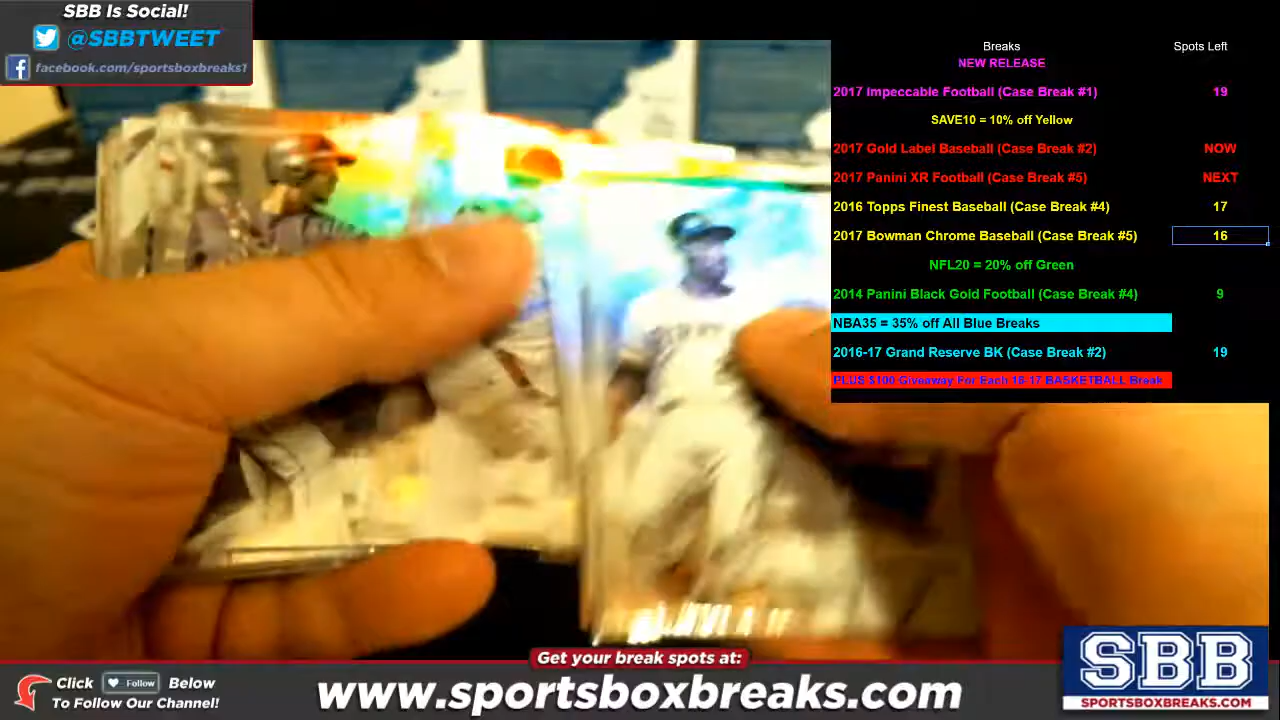 SBB Is Social!
@SBBTWEET
facebook.com/sportsboxbreaks1
Breaks Spots Left
NEW RELEASE
2017 Impeccable Football (Case Break #1) 19
SAVE10 = 10% off Yellow
2017 Gold Label Baseball (Case Break #2) NOW
2017 Panini XR Football (Case Break #5) NEXT
2016 Topps Finest Baseball (Case Break #4) 17
2017 Bowman Chrome Baseball (Case Break #5) 16
NFL20 = 20% off Green
2014 Panini Black Gold Football (Case Break #4) 9
NBA35 = 35% off All Blue Breaks
2016-17 Grand Reserve BK (Case Break #2) 19
PLUS $100 Giveaway For Each 16-17 BASKETBALL Break
Get your break spots at:
Click Follow Below
To Follow Our Channel!
www.sportsboxbreaks.com
SBB
SPORTSBOXBREAKS.COM